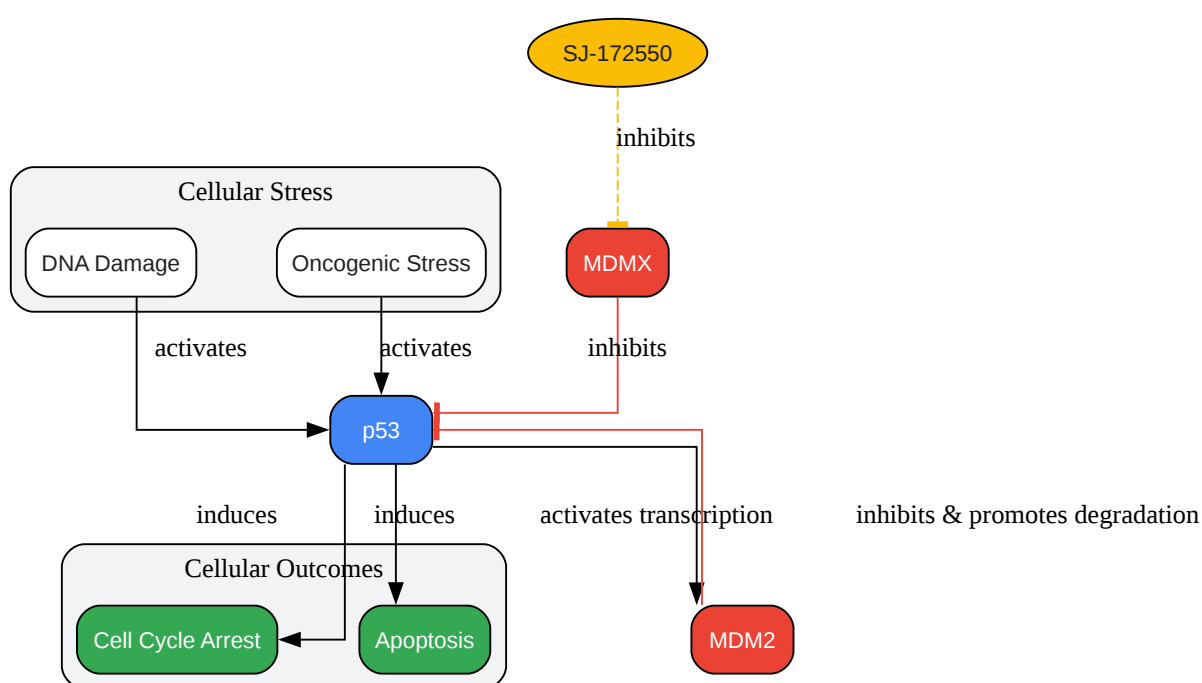 SJ-172550
inhibits
Cellular Stress
DNA Damage
Oncogenic Stress
MDMX
activates
activates
inhibits
p53
induces
induces
activates transcription
inhibits & promotes degradation
Cellular Outcomes
Cell Cycle Arrest
Apoptosis
MDM2